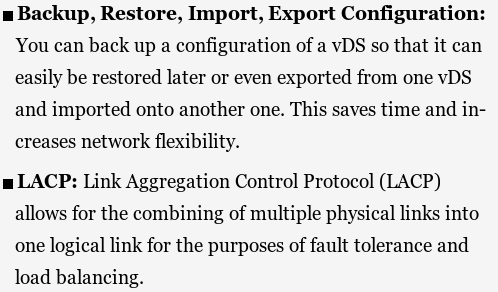 ■ Backup, Restore, Import, Export Configuration:
You can back up a configuration of a vDS so that it can
easily be restored later or even exported from one vDS
and imported onto another one. This saves time and in-
creases network flexibility.
■ LACP: Link Aggregation Control Protocol (LACP)
allows for the combining of multiple physical links into
one logical link for the purposes of fault tolerance and
load balancing.